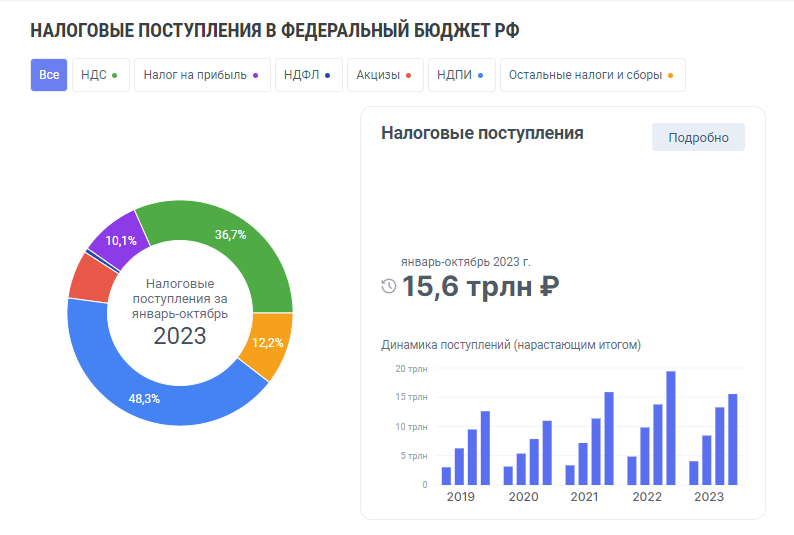 НАЛОГОВЫЕ ПОСТУПЛЕНИЯ В ФЕДЕРАЛЬНЫЙ БЮДЖЕТ РФ
Все НДС Налог на прибыль НДФЛ Акцизы НДПИ Остальные налоги и сборы
Налоговые поступления
Подробно
36,7%
10,1%
12,2%
48,3%
Налоговые
поступления за
январь-октябрь
2023
январь-октябрь 2023 г.
15,6 трлн ₽
Динамика поступлений (нарастающим итогом)
20 трлн
15 трлн
10 трлн
5 трлн
0
2019 2020 2021 2022 2023